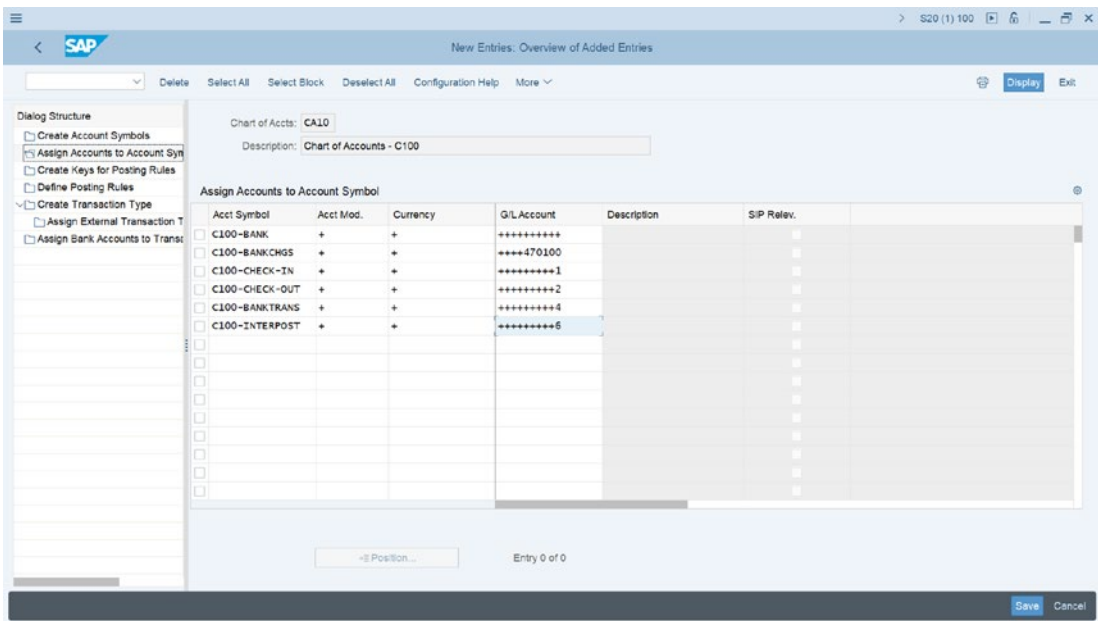 S20 (1) 100
SAP
New Entries: Overview of Added Entries
Delete Select All Select Block Deselect All Configuration Help More Display Exit
Dialog Structure
Create Account Symbols
Assign Accounts to Account Sym
Create Keys for Posting Rules
Define Posting Rules
Create Transaction Type
Assign External Transaction T
Assign Bank Accounts to Transa
Chart of Accts: CA10
Description: Chart of Accounts - C100
Assign Accounts to Account Symbol
Acct Symbol Acct Mod. Currency G/L Account Description SIP Relev.
C100-BANK + + ++++++++++
C100-BANKCHGS + + ++++470100
C100-CHECK-IN + + +++++++++1
C100-CHECK-OUT + + +++++++++2
C100-BANKTRANS + + +++++++++4
C100-INTERPOST + + +++++++++6
Position... Entry 0 of 0
Save Cancel